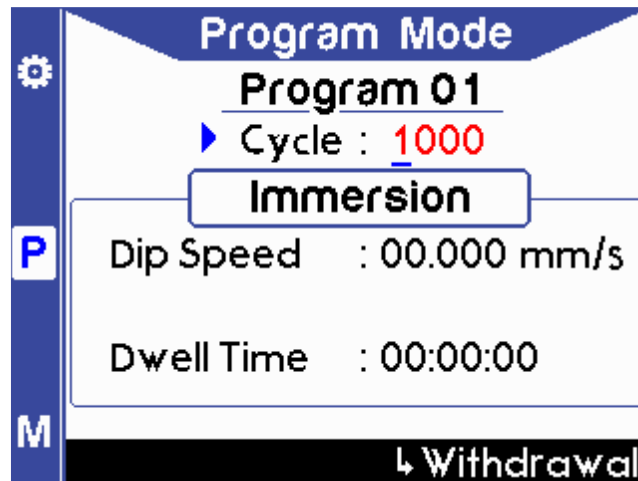 Program Mode
Program 01
Cycle : 1000
Immersion
P
Dip Speed : 00.000 mm/s
Dwell Time : 00:00:00
M
↳ Withdrawal